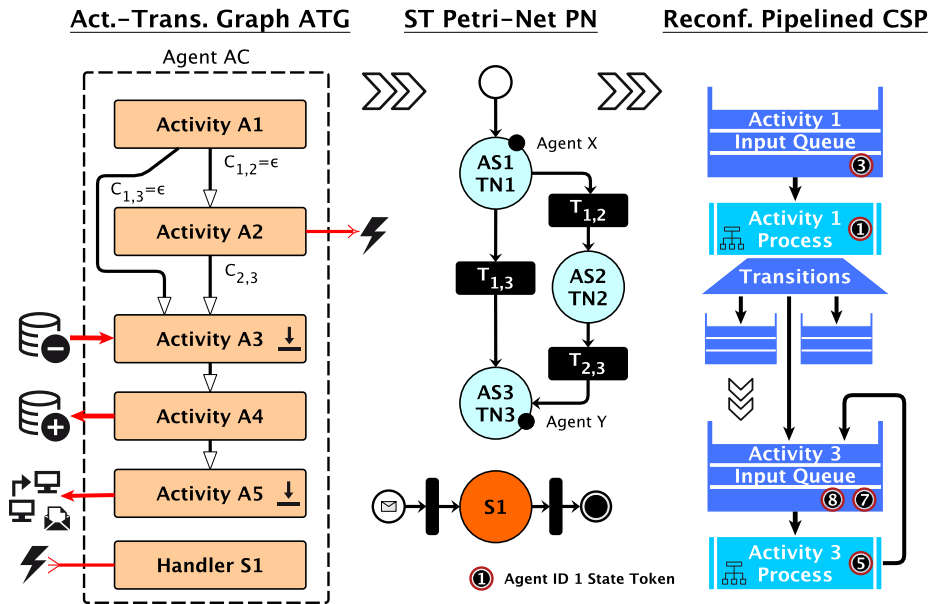 Act.-Trans. Graph ATG
ST Petri-Net PN
Reconf. Pipelined CSP
Agent AC
Activity A1
C1,3=ϵ
C1,2=ϵ
Activity A2
C2,3
Activity A3
Activity A4
Activity A5
Handler S1
Agent X
AS1
TN1
T1,2
T1,3
AS2
TN2
T2,3
AS3
TN3
Agent Y
S1
1 Agent ID 1 State Token
Activity 1
Input Queue
3
Activity 1
Process
1
Transitions
Activity 3
Input Queue
8 7
Activity 3
Process
5